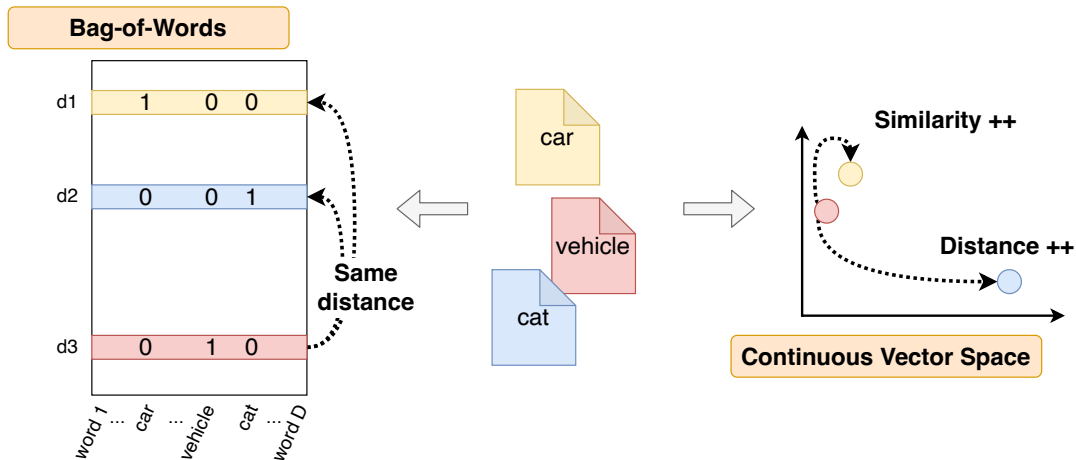 Bag-of-Words
d1 1 0 0
d2 0 0 1
Same
distance
d3 0 1 0
word 1 ... car ... vehicle cat ... word D
car
vehicle
cat
Similarity ++
Distance ++
Continuous Vector Space